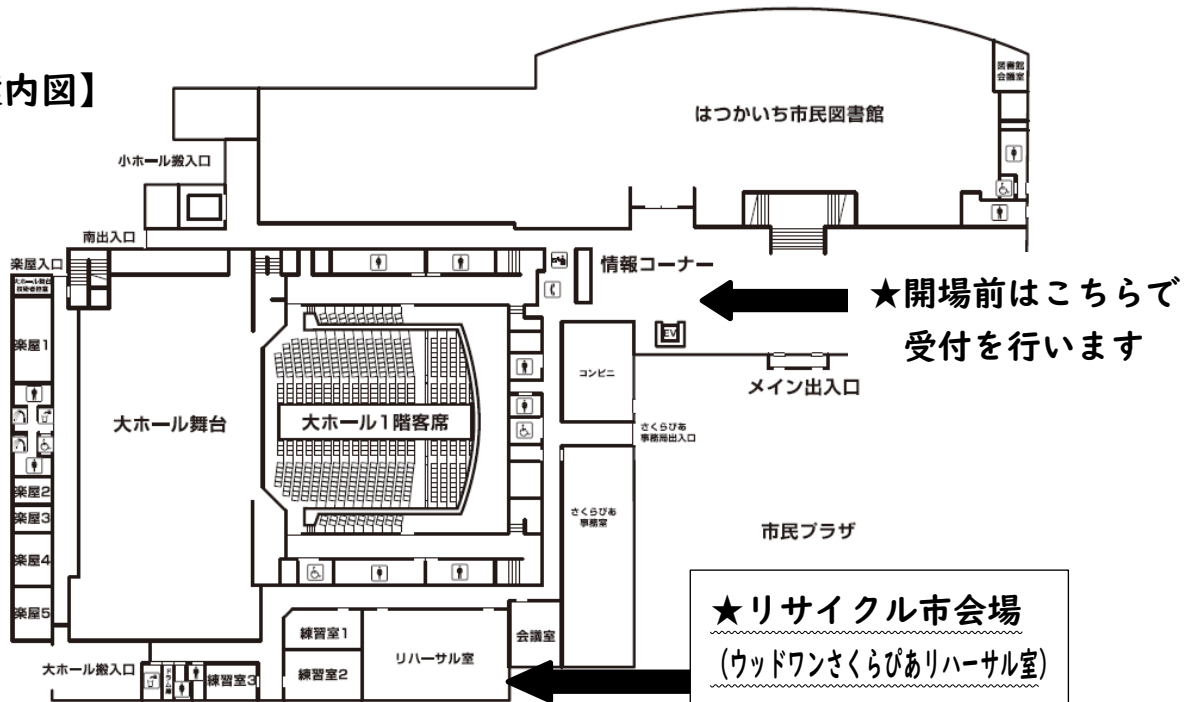 内図】
図書館
会議室
はつかいち市民図書館
小ホール搬入口
南出入口
楽屋入口
情報コーナー
★開場前はこちらで
受付を行います
EV
楽屋1
コンビニ
メイン出入口
大ホール舞台
大ホール1階客席
さくらぴあ
事務局出入口
楽屋2
楽屋3
さくらぴあ
事務室
市民プラザ
楽屋4
楽屋5
練習室1
会議室
★リサイクル市会場
(ウッドワンさくらぴあリハーサル室)
リハーサル室
大ホール搬入口
練習室2
練習室3